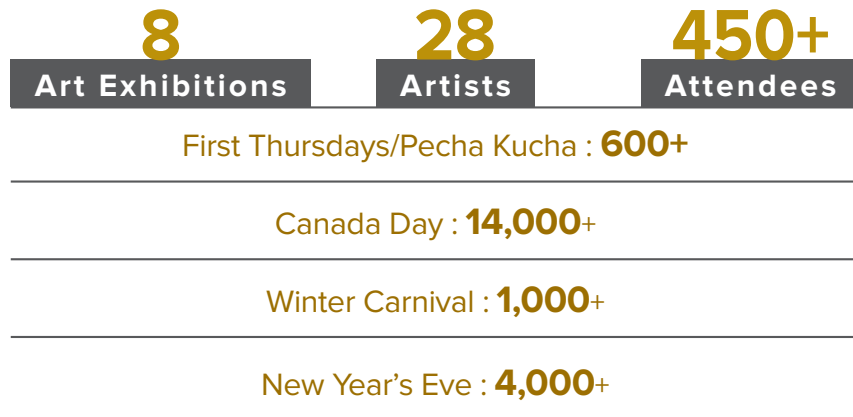 8 28 450+
Art Exhibitions Artists Attendees
First Thursdays/Pecha Kucha : 600+
Canada Day : 14,000+
Winter Carnival : 1,000+
New Year’s Eve : 4,000+